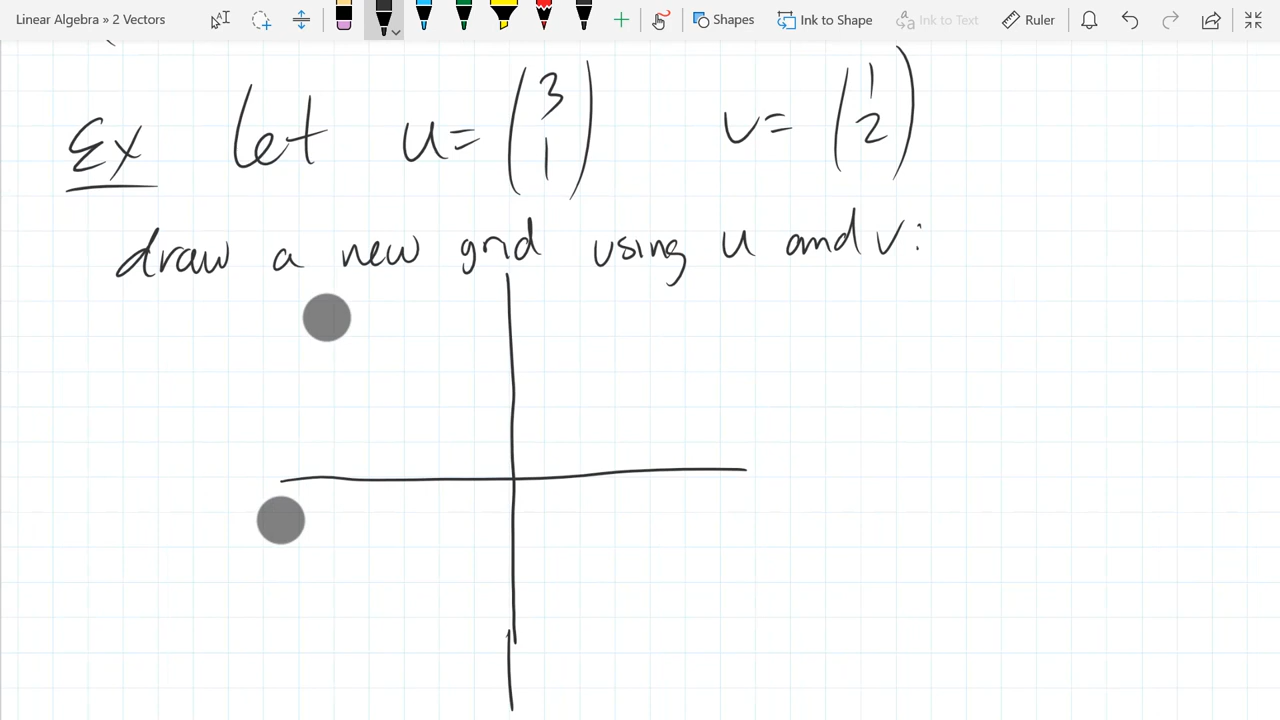 Linear Algebra » 2 Vectors
Shapes
Ink to Shape
Ink to Text
Ruler
Ex let u = (3 1) v = (1 2)
draw a new grid using u and v: